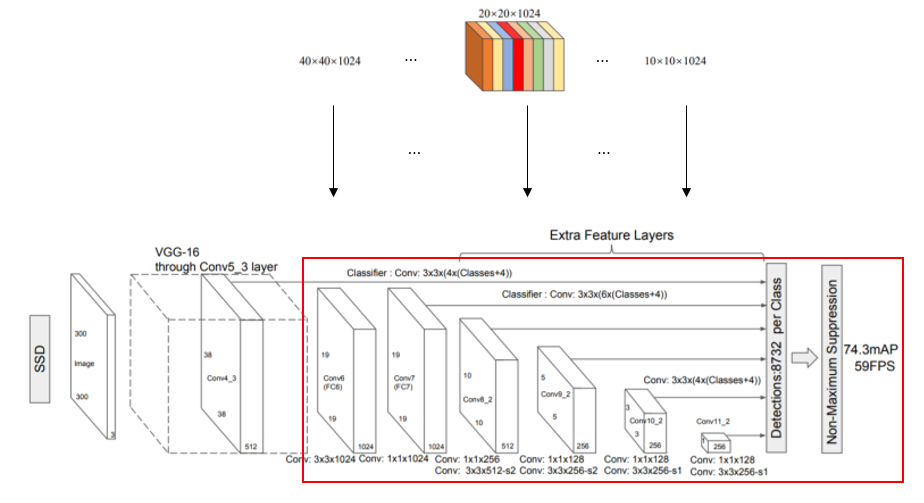 20×20×1024
40×40×1024
...
...
10×10×1024
...
...
Extra Feature Layers
VGG-16
through Conv5_3 layer
Classifier : Conv: 3x3x(4x(Classes+4))
Classifier : Conv: 3x3x(6x(Classes+4))
SSD
300
Image
300
3
38
Conv4_3
38
512
19
Conv6
(FC6)
19
1024
19
Conv7
(FC7)
19
1024
10
Conv8_2
10
512
5
Conv9_2
5
256
Conv: 3x3x(4x(Classes+4))
3
Conv10_2
3
256
Conv11_2
1
256
Detections:8732 per Class
Non-Maximum Suppression
74.3mAP
59FPS
Conv: 3x3x1024
Conv: 1x1x1024
Conv: 1x1x256
Conv: 3x3x512-s2
Conv: 1x1x128
Conv: 3x3x256-s2
Conv: 1x1x128
Conv: 3x3x256-s1
Conv: 1x1x128
Conv: 3x3x256-s1